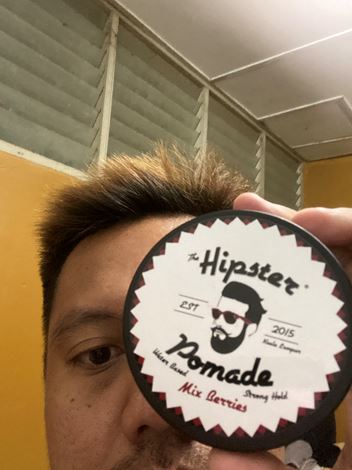 The
Hipster
EST 2015
Kuala Lumpur
Pomade
Water Based Strong Hold
Mix Berries